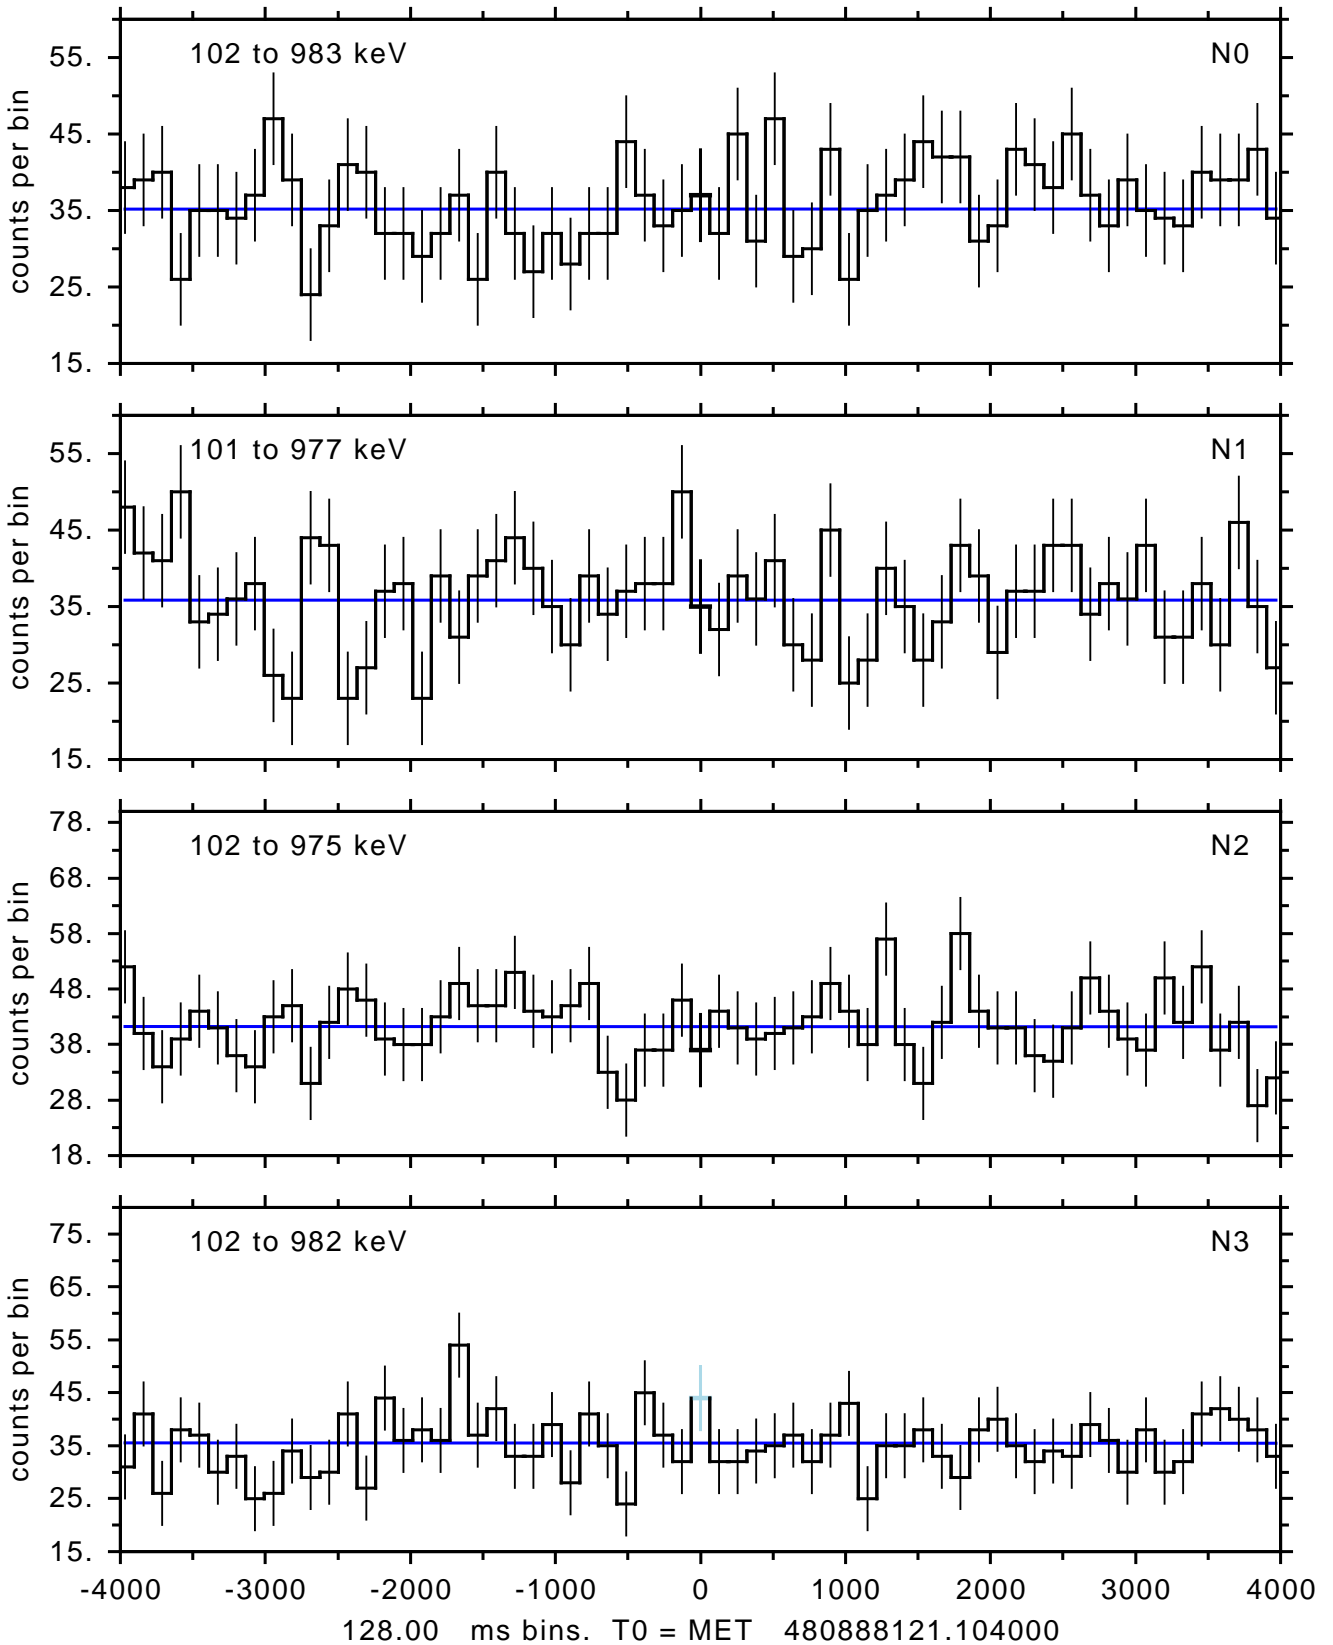 102 to 983 keV N0
55.
45.
35.
25.
15.
counts per bin
101 to 977 keV N1
55.
45.
35.
25.
15.
counts per bin
102 to 975 keV N2
78.
68.
58.
48.
38.
28.
18.
counts per bin
102 to 982 keV N3
75.
65.
55.
45.
35.
25.
15.
counts per bin
-4000 -3000 -2000 -1000 0 1000 2000 3000 4000
128.00 ms bins. T0 = MET 480888121.104000